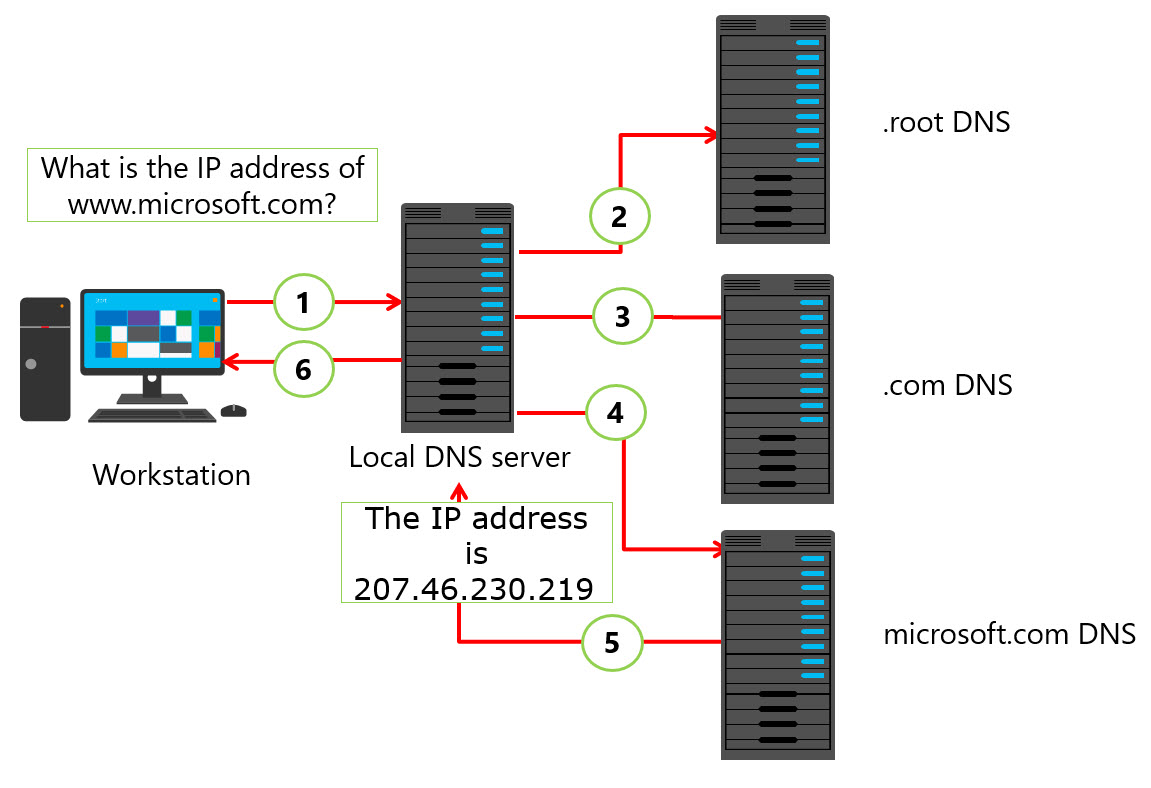 .root DNS
What is the IP address of
www.microsoft.com?
2
1
3
6
4
.com DNS
Local DNS server
Workstation
The IP address
is
207.46.230.219
5
microsoft.com DNS